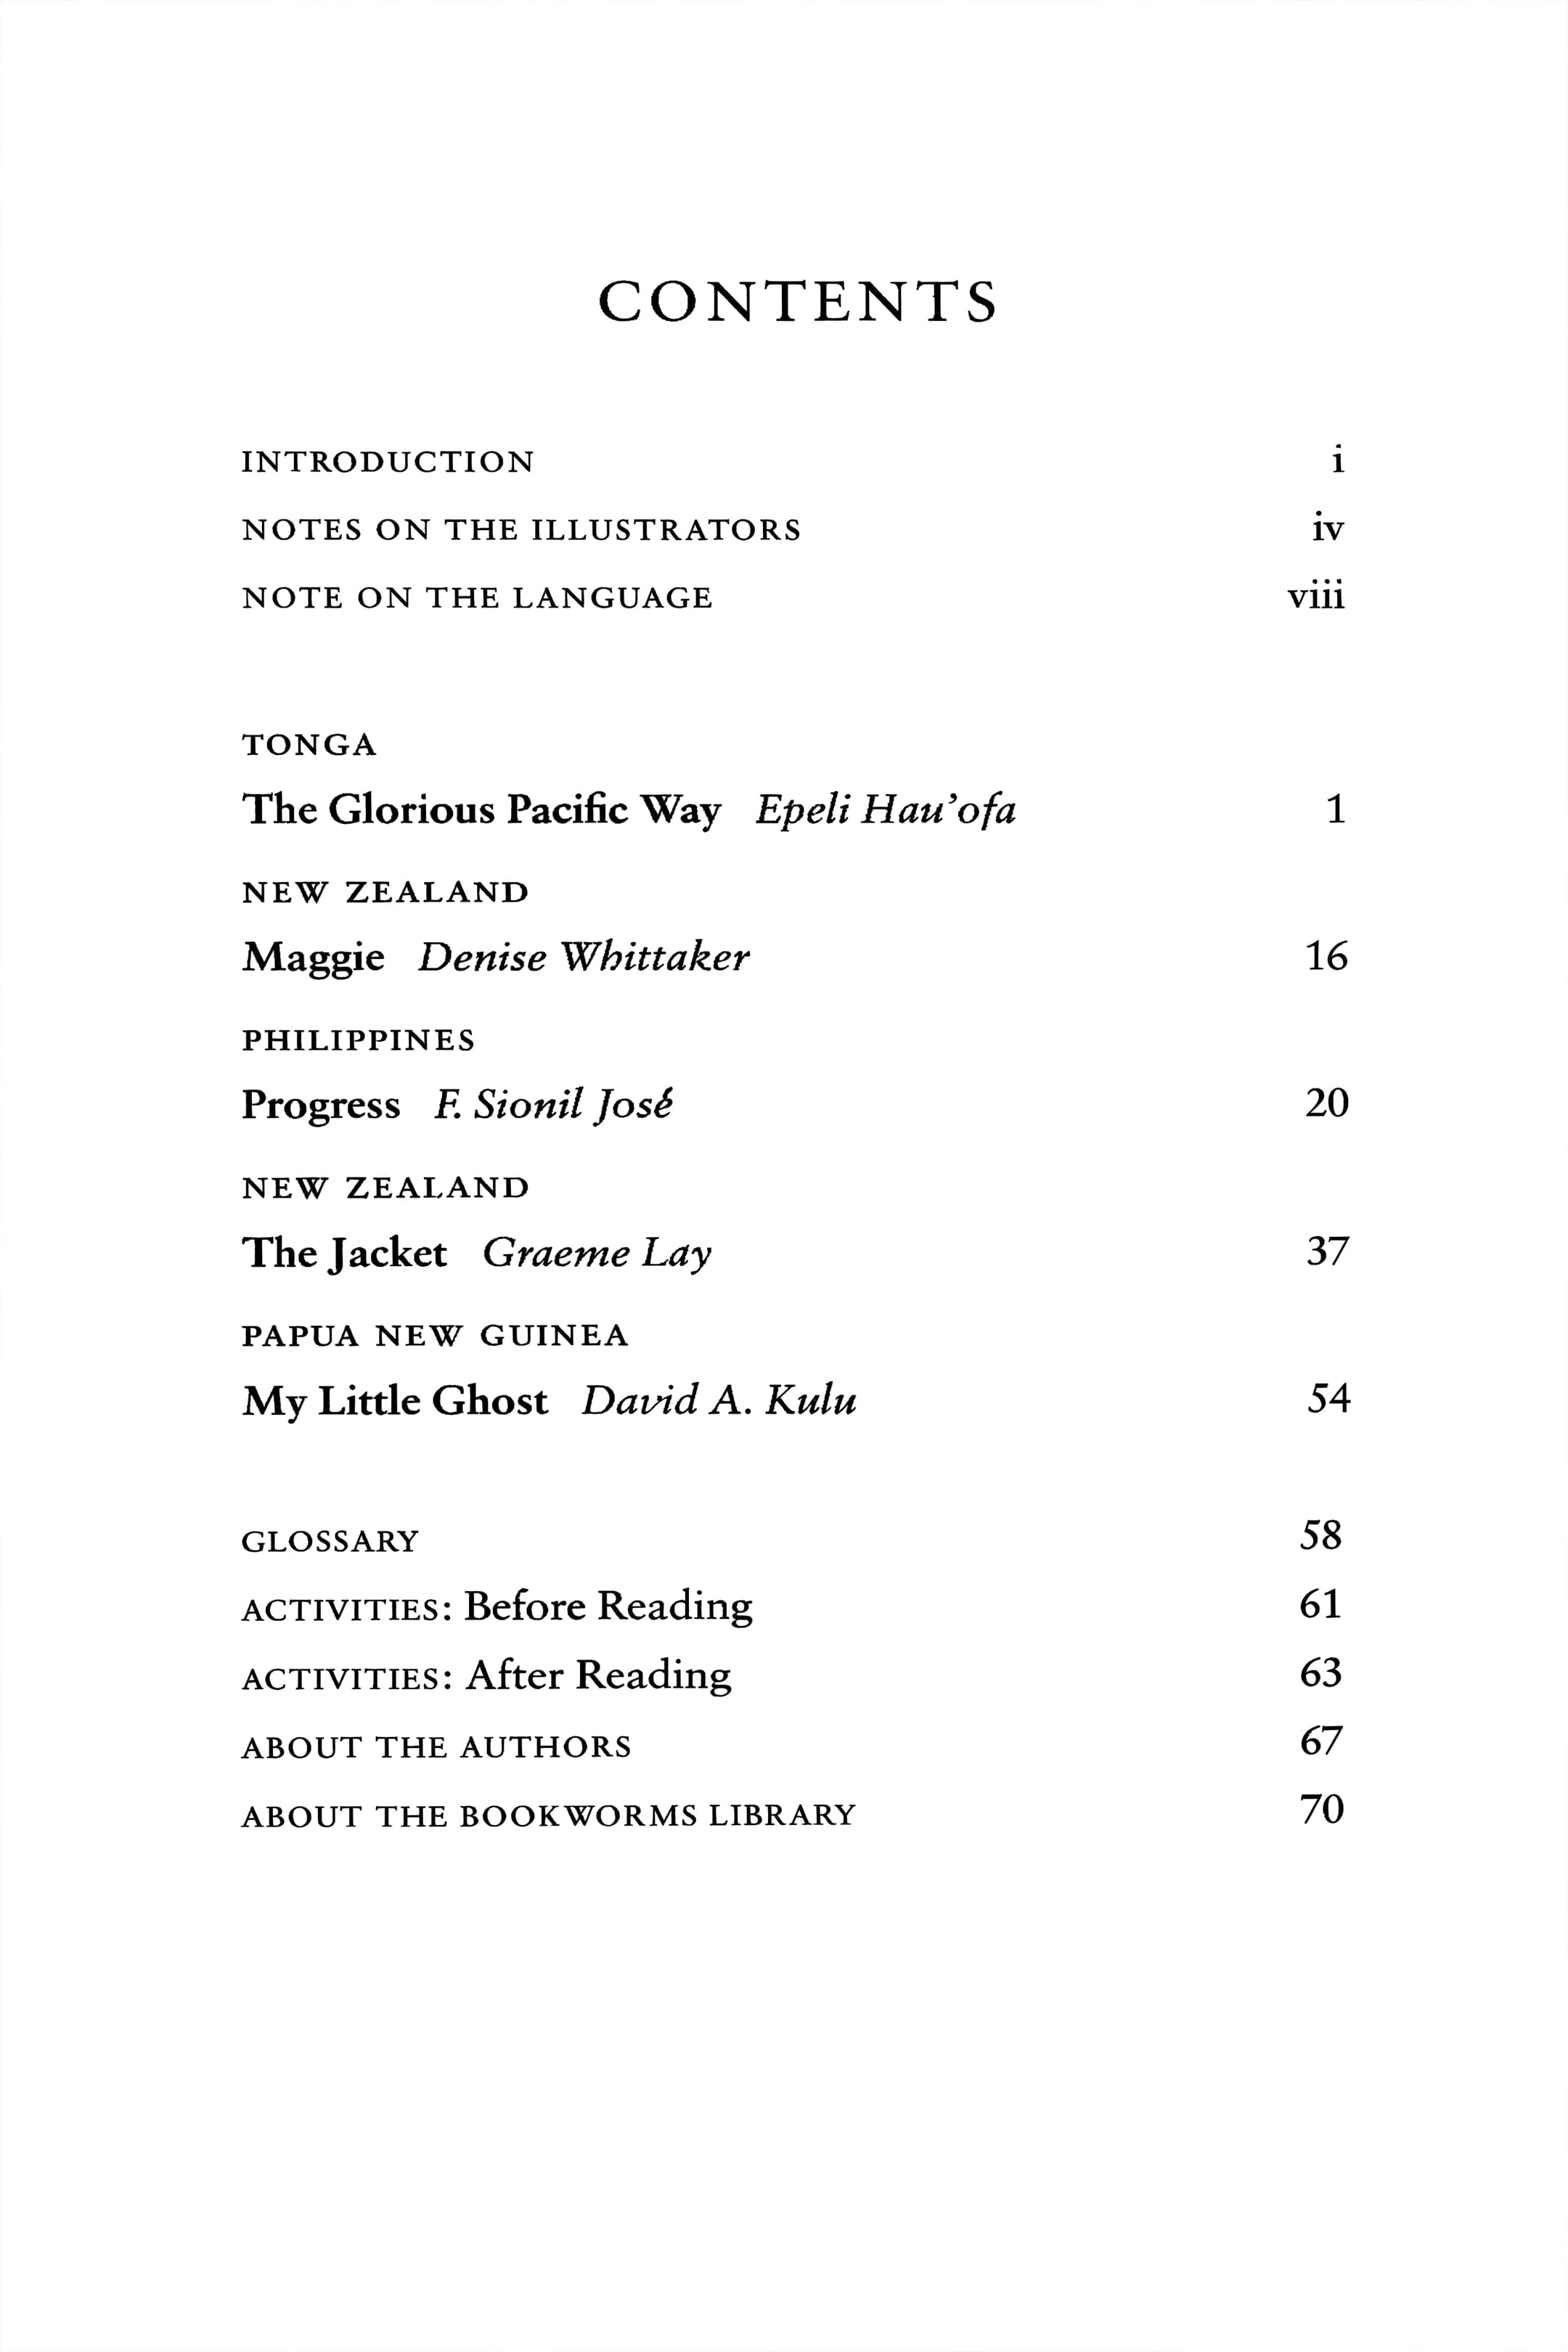 CONTENTS
INTRODUCTION i
NOTES ON THE ILLUSTRATORS iv
NOTE ON THE LANGUAGE viii
TONGA
The Glorious Pacific Way Epeli Hau’ofa 1
NEW ZEALAND
Maggie Denise Whittaker 16
PHILIPPINES
Progress F. Sionil José 20
NEW ZEALAND
The Jacket Graeme Lay 37
PAPUA NEW GUINEA
My Little Ghost David A. Kulu 54
GLOSSARY 58
ACTIVITIES: Before Reading 61
ACTIVITIES: After Reading 63
ABOUT THE AUTHORS 67
ABOUT THE BOOKWORMS LIBRARY 70